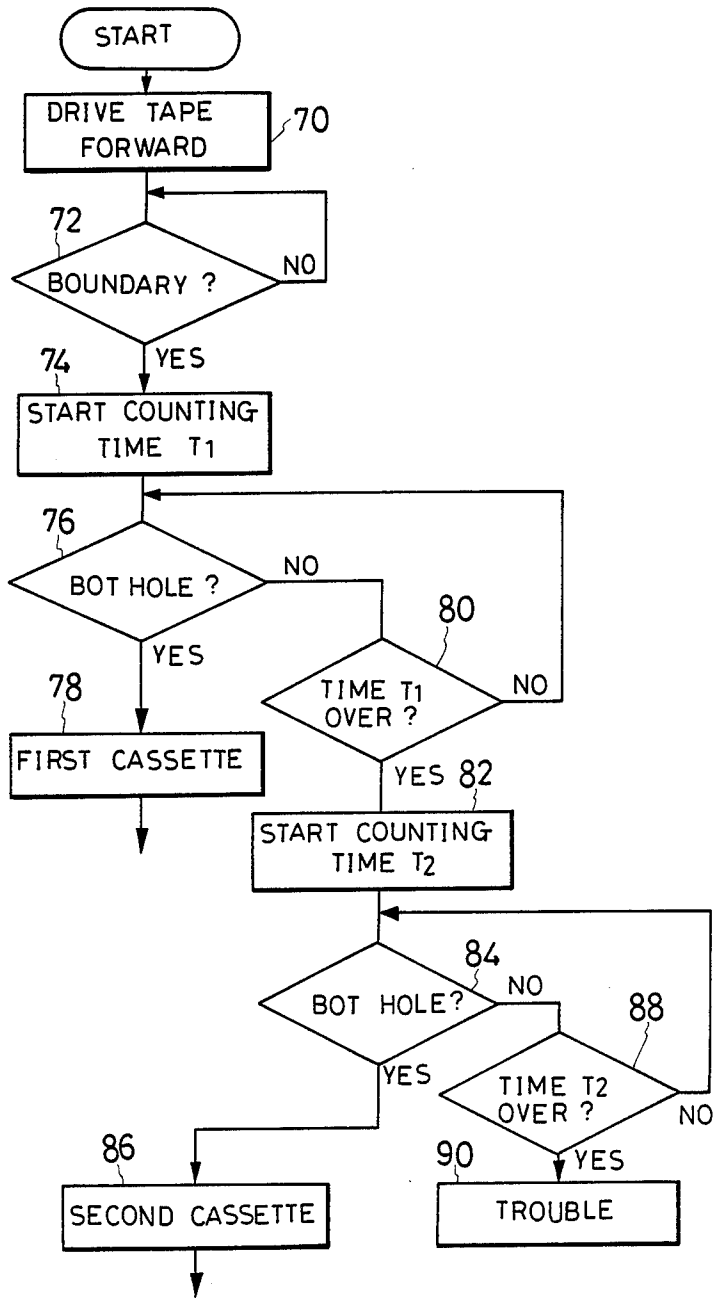 START
DRIVE TAPE
FORWARD
70
72
BOUNDARY ?
NO
YES
74
START COUNTING
TIME T1
76
BOT HOLE ?
NO
YES
80
TIME T1
OVER ?
NO
78
FIRST CASSETTE
YES
82
START COUNTING
TIME T2
84
BOT HOLE?
NO
YES
88
TIME T2
OVER ?
NO
YES
86
SECOND CASSETTE
90
TROUBLE